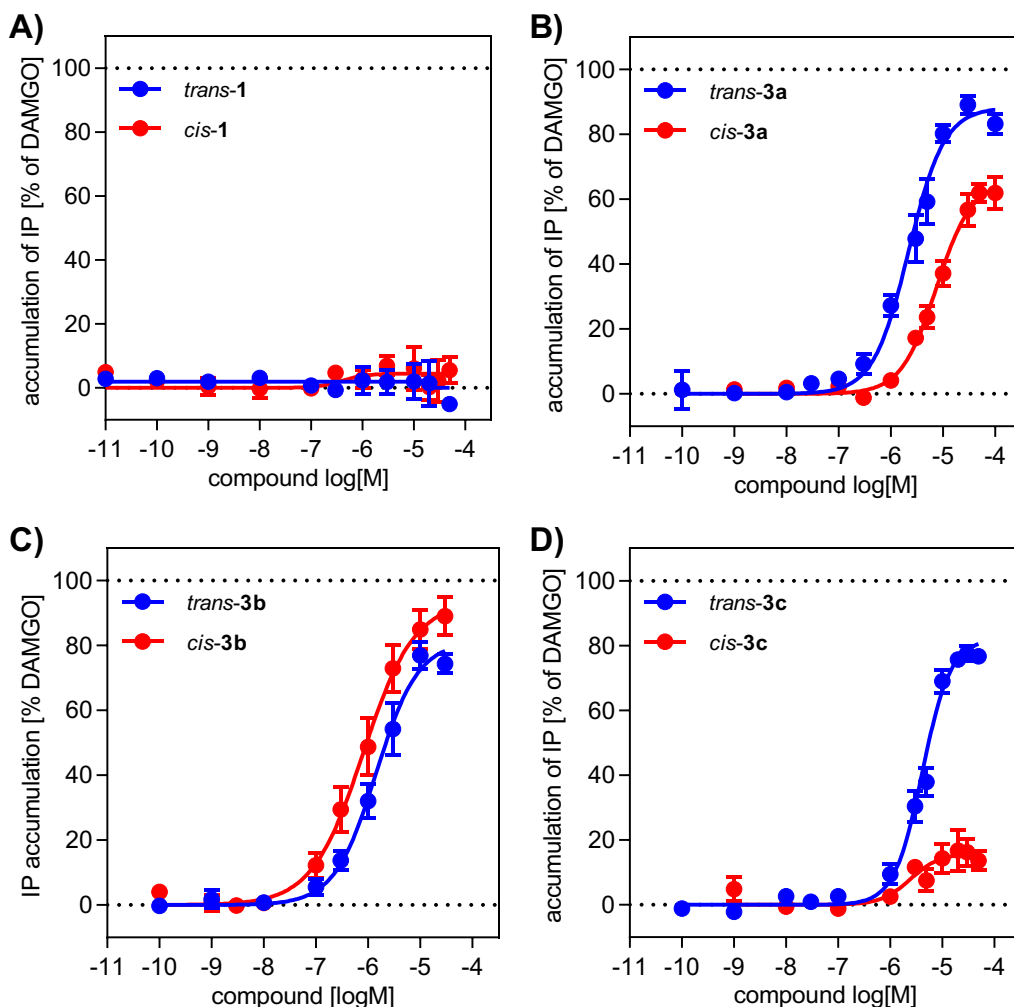 A)
100
80
60
40
20
0
trans-1
cis-1
accumulation of IP [% of DAMGO]
-11 -10 -9 -8 -7 -6 -5 -4
compound log[M]
B)
100
80
60
40
20
0
trans-3a
cis-3a
accumulation of IP [% of DAMGO]
-11 -10 -9 -8 -7 -6 -5 -4
compound log[M]
C)
100
80
60
40
20
0
trans-3b
cis-3b
IP accumulation [% DAMGO]
-11 -10 -9 -8 -7 -6 -5 -4
compound [logM]
D)
100
80
60
40
20
0
trans-3c
cis-3c
accumulation of IP [% of DAMGO]
-11 -10 -9 -8 -7 -6 -5 -4
compound log[M]